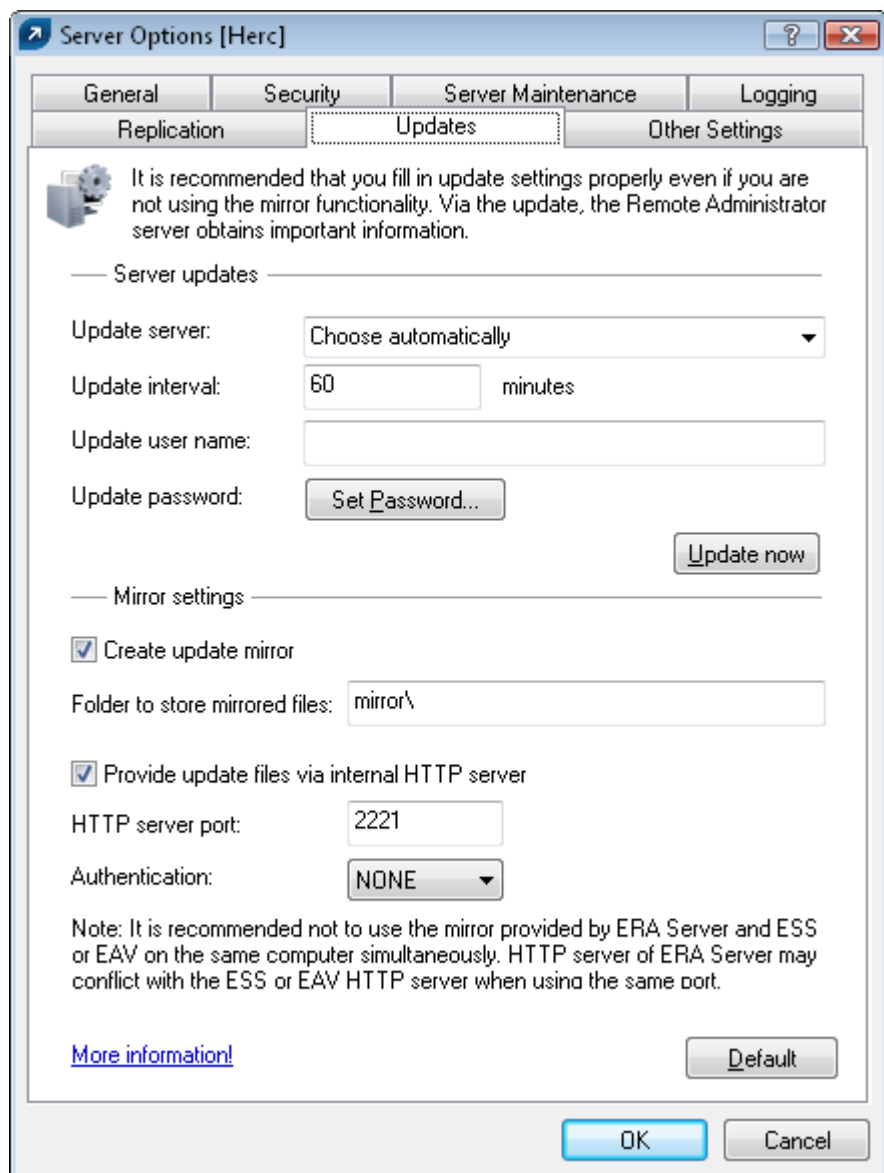 Server Options [Herc]
General Security Server Maintenance Logging
Replication Updates Other Settings
It is recommended that you fill in update settings properly even if you are
not using the mirror functionality. Via the update, the Remote Administrator
server obtains important information.
Server updates
Update server: Choose automatically
Update interval: 60 minutes
Update user name:
Update password: Set Password...
Update now
Mirror settings
Create update mirror
Folder to store mirrored files: mirror\
Provide update files via internal HTTP server
HTTP server port: 2221
Authentication: NONE
Note: It is recommended not to use the mirror provided by ERA Server and ESS
or EAV on the same computer simultaneously. HTTP server of ERA Server may
conflict with the ESS or EAV HTTP server when using the same port.
More information! Default
OK Cancel